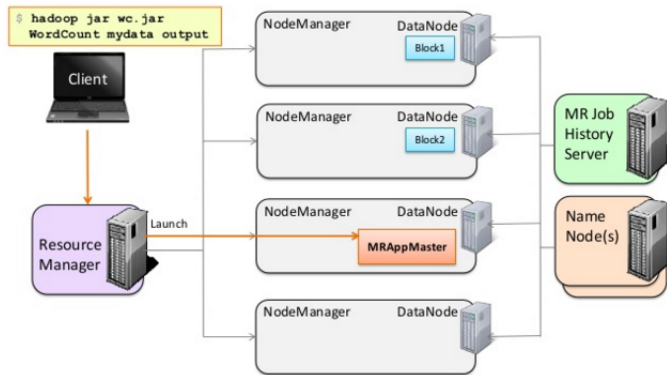 $ hadoop jar wc.jar
WordCount mydata output
Client
Resource
Manager
Launch
NodeManager
DataNode
Block1
NodeManager
DataNode
Block2
NodeManager
DataNode
MRAppMaster
NodeManager
DataNode
MR Job
History
Server
Name
Node(s)